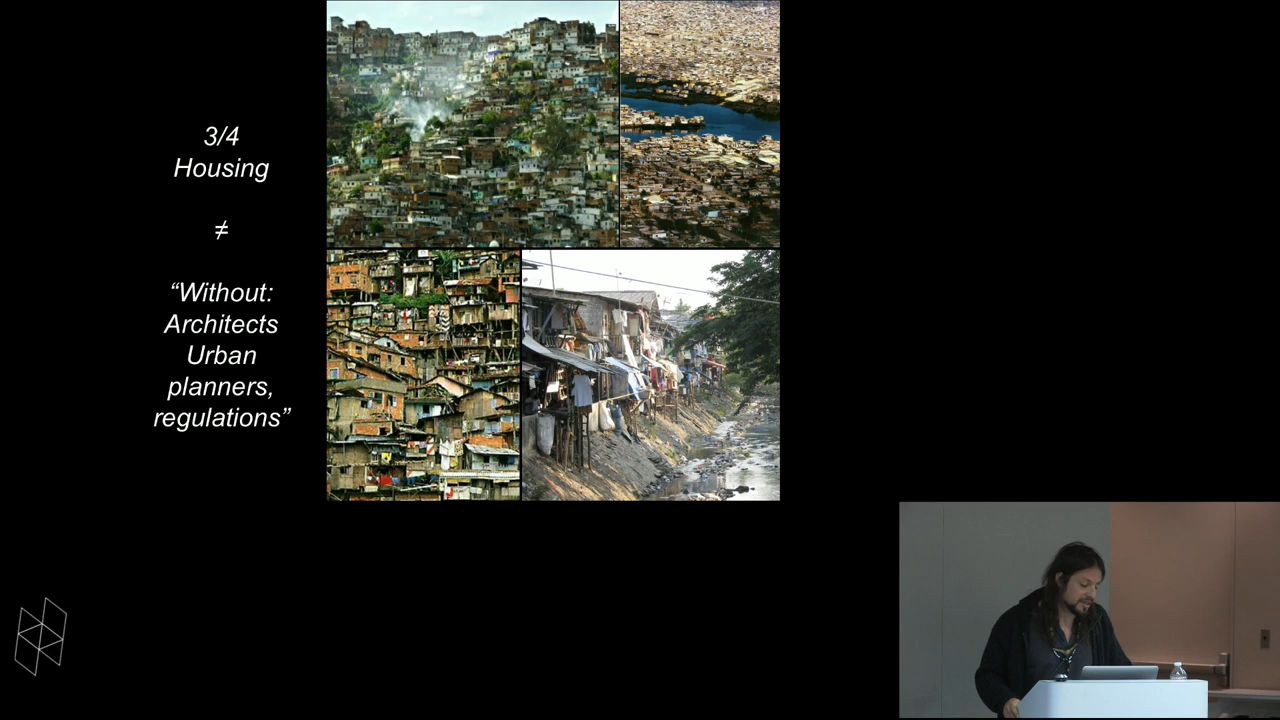 3/4
Housing
≠
“Without:
Architects
Urban
planners,
regulations”